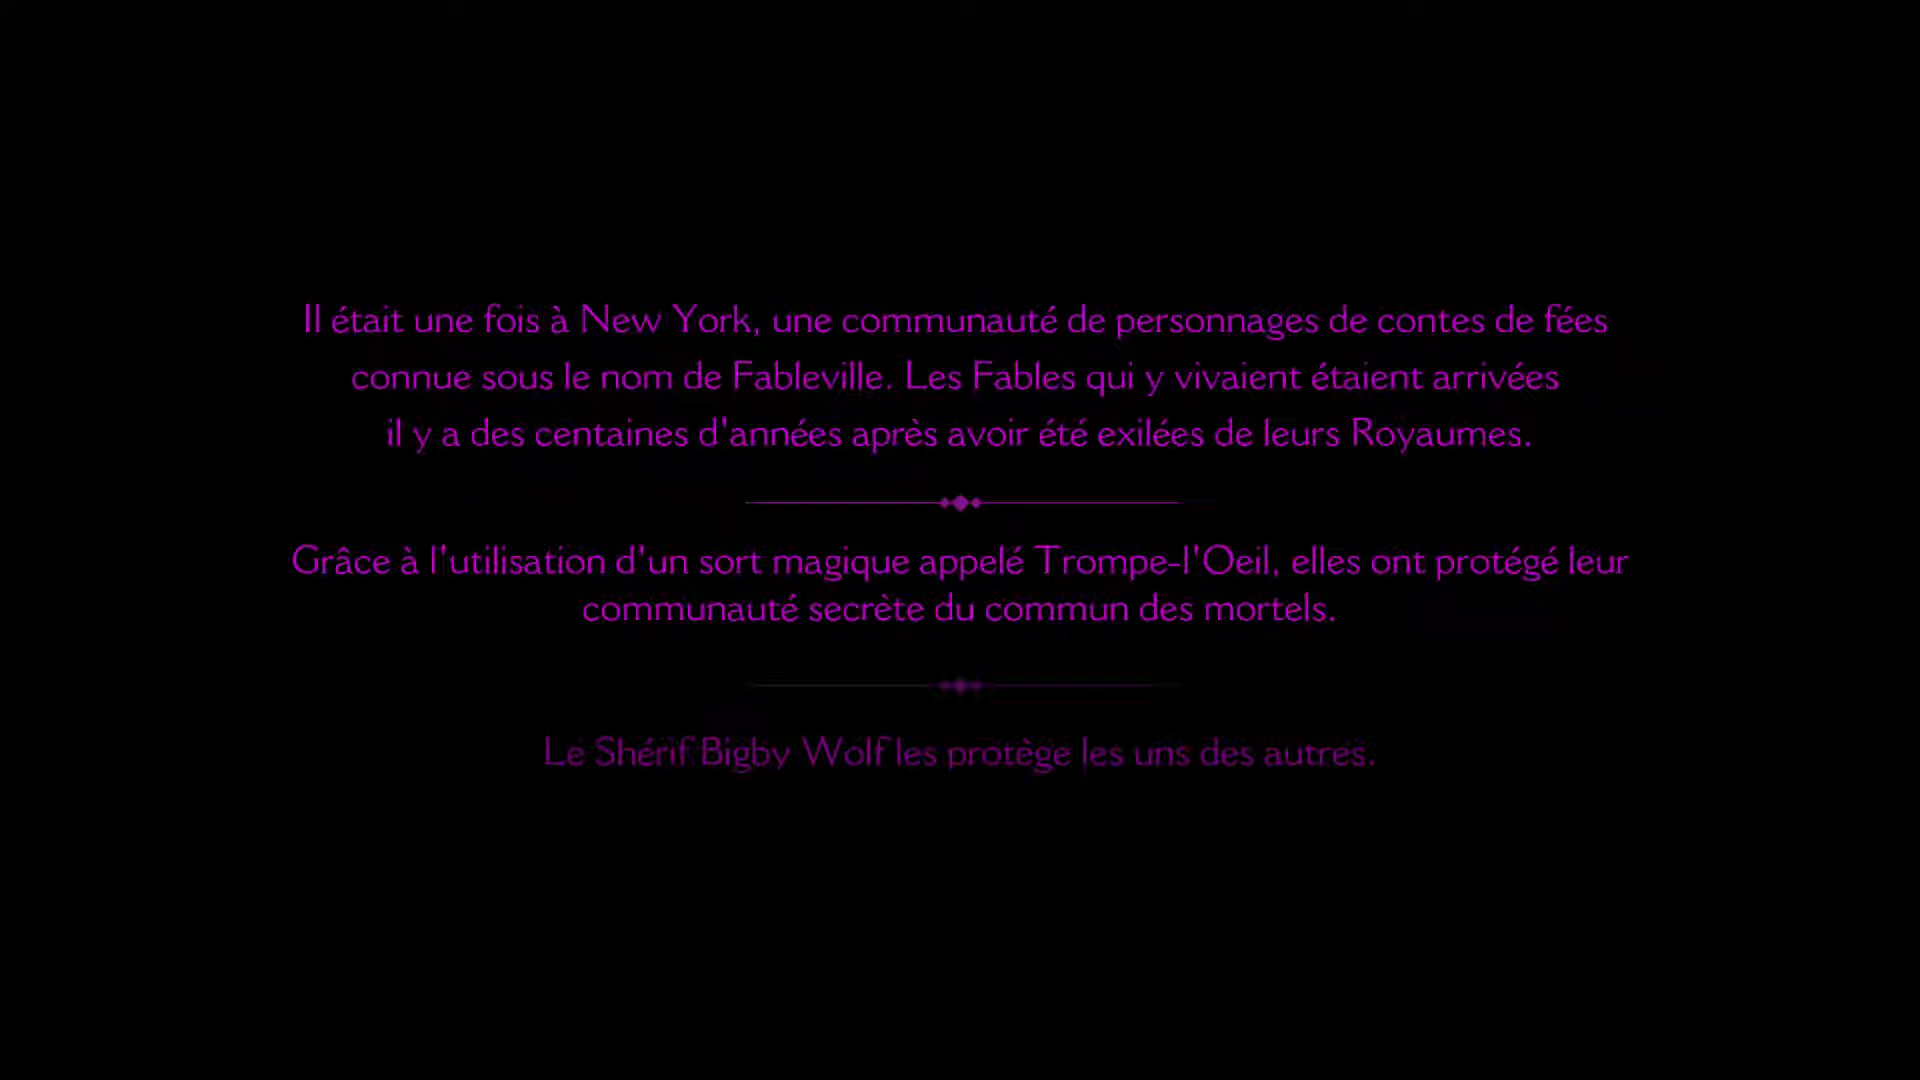 Il était une fois à New York, une communauté de personnages de contes de fées
connue sous le nom de Fableville. Les Fables qui y vivaient étaient arrivées
il y a des centaines d'années après avoir été exilées de leurs Royaumes.
Grâce à l'utilisation d'un sort magique appelé Trompe-l'Oeil, elles ont protégé leur
communauté secrète du commun des mortels.
Le Shérif Bigby Wolf les protège les uns des autres.